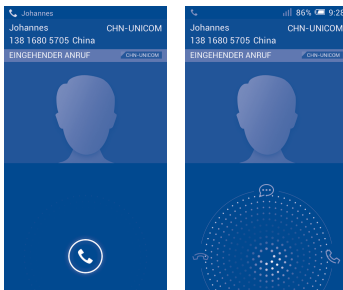 Johannes
Johannes CHN-UNICOM
138 1680 5705 China
EINGEHENDER ANRUF CHN-UNICOM
86% 9:28
Johannes CHN-UNICOM
138 1680 5705 China
EINGEHENDER ANRUF CHN-UNICOM